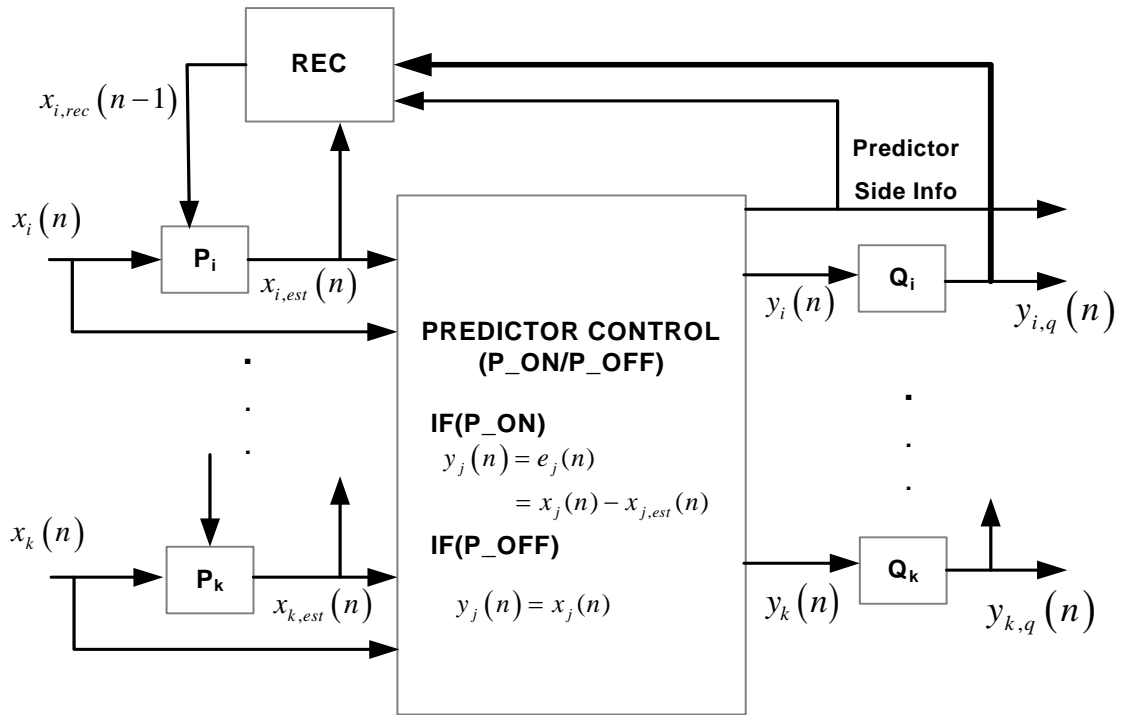 REC
x_{i,rec}(n−1)
Predictor
Side Info
x_i(n)
P_i
x_{i,est}(n)
y_i(n)
Q_i
y_{i,q}(n)
PREDICTOR CONTROL
(P_ON/P_OFF)
IF(P_ON)
y_j(n) = e_j(n)
= x_j(n) − x_{j,est}(n)
IF(P_OFF)
y_j(n) = x_j(n)
x_k(n)
P_k
x_{k,est}(n)
y_k(n)
Q_k
y_{k,q}(n)